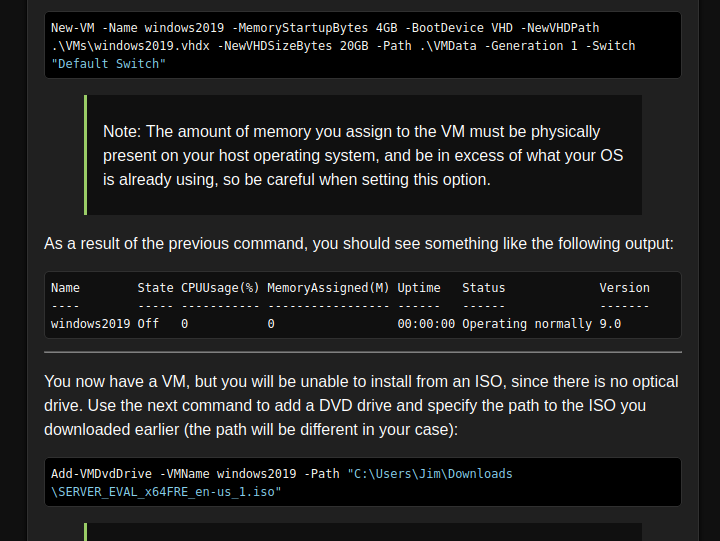 New-VM -Name windows2019 -MemoryStartupBytes 4GB -BootDevice VHD -NewVHDPath
.\VMs\windows2019.vhdx -NewVHDSizeBytes 20GB -Path .\VMData -Generation 1 -Switch
"Default Switch"
Note: The amount of memory you assign to the VM must be physically
present on your host operating system, and be in excess of what your OS
is already using, so be careful when setting this option.
As a result of the previous command, you should see something like the following output:
Name State CPUUsage(%) MemoryAssigned(M) Uptime Status Version
---- ----- ----------- ----------------- ------ ------ -------
windows2019 Off 0 0 00:00:00 Operating normally 9.0
You now have a VM, but you will be unable to install from an ISO, since there is no optical
drive. Use the next command to add a DVD drive and specify the path to the ISO you
downloaded earlier (the path will be different in your case):
Add-VMDvdDrive -VMName windows2019 -Path "C:\Users\Jim\Downloads
\SERVER_EVAL_x64FRE_en-us_1.iso"